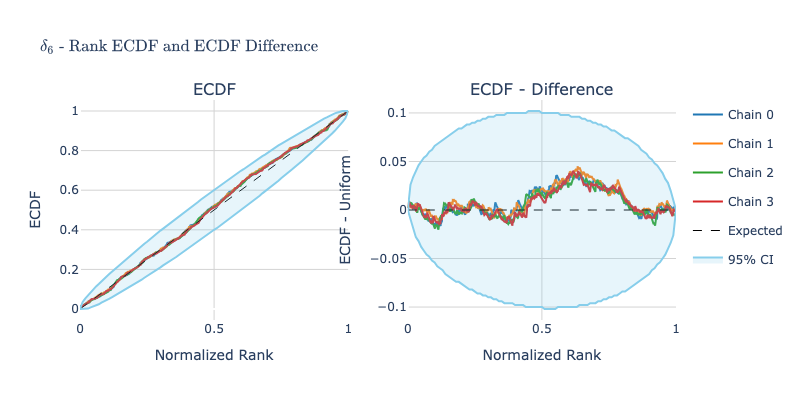 δ₆ - Rank ECDF and ECDF Difference
ECDF
ECDF - Difference
ECDF
1
0.8
0.6
0.4
0.2
0
0
0.5
1
Normalized Rank
ECDF - Uniform
0.1
0.05
0
−0.05
−0.1
0
0.5
1
Normalized Rank
Chain 0
Chain 1
Chain 2
Chain 3
Expected
95% CI